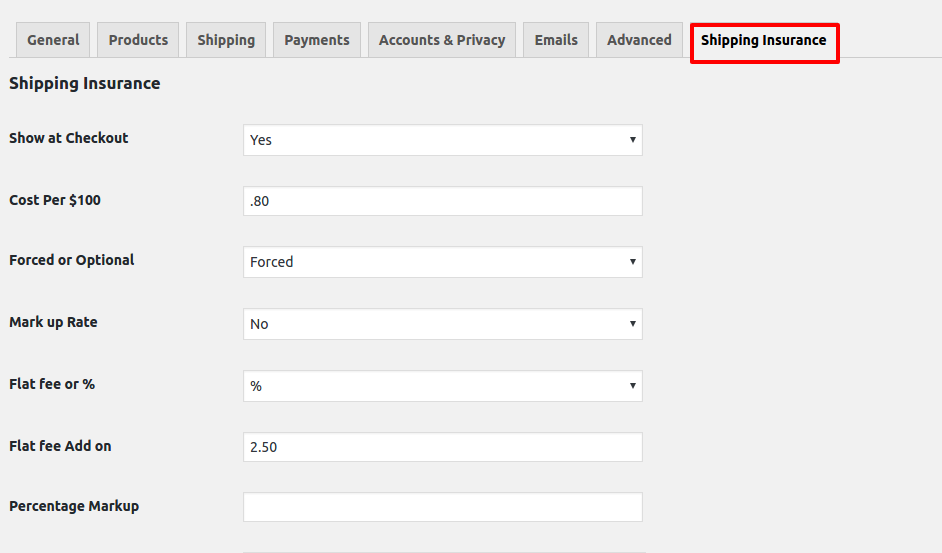 General Products Shipping Payments Accounts & Privacy Emails Advanced Shipping Insurance
Shipping Insurance
Show at Checkout Yes
Cost Per $100 .80
Forced or Optional Forced
Mark up Rate No
Flat fee or % %
Flat fee Add on 2.50
Percentage Markup